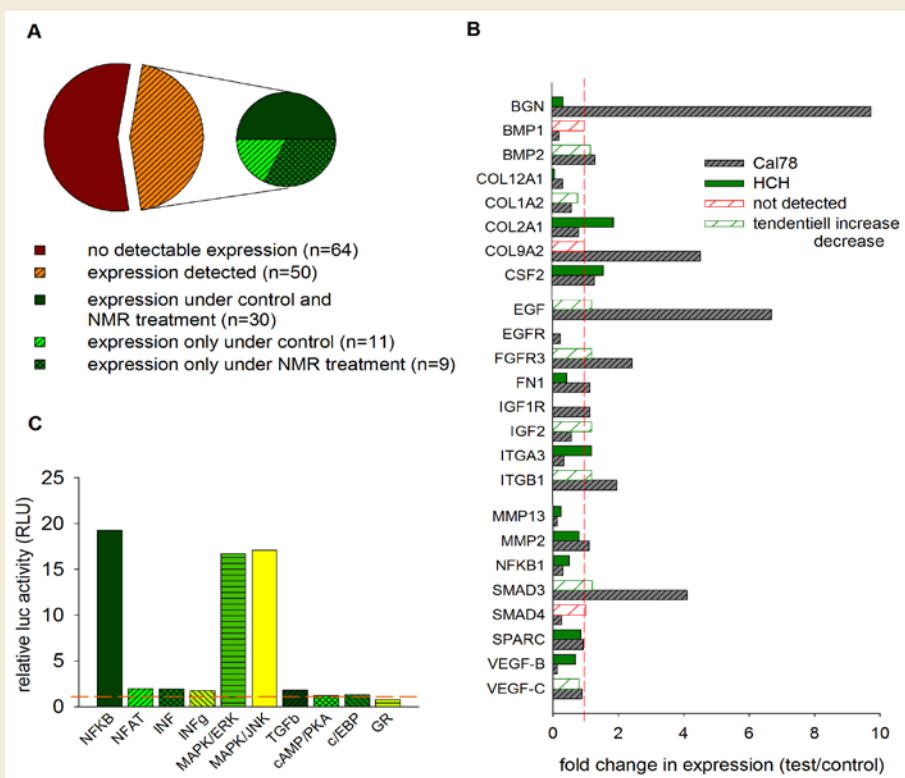 A
no detectable expression (n=64)
expression detected (n=50)
expression under control and
NMR treatment (n=30)
expression only under control (n=11)
expression only under NMR treatment (n=9)
B
BGN
BMP1
BMP2
COL12A1
COL1A2
COL2A1
COL9A2
CSF2
EGF
EGFR
FGFR3
FN1
IGF1R
IGF2
ITGA3
ITGB1
MMP13
MMP2
NFKB1
SMAD3
SMAD4
SPARC
VEGF-B
VEGF-C
Cal78
HCH
not detected
tendentiell increase
decrease
0 2 4 6 8 10
fold change in expression (test/control)
C
relative luc activity (RLU)
25
20
15
10
5
0
NFKB
NFAT
INF
INFg
MAPK/ERK
MAPK/JNK
TGFb
cAMP/PKA
c/EBP
GR